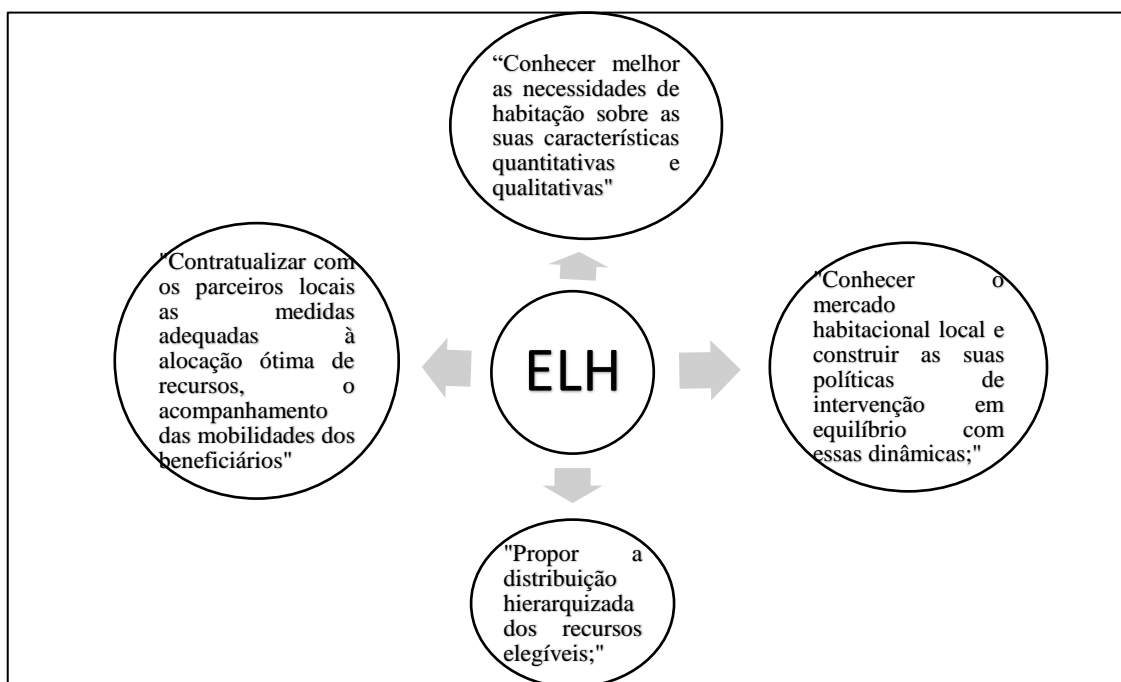 “Conhecer melhor
as necessidades de
habitação sobre as
suas características
quantitativas e
qualitativas"
"Contratualizar com
os parceiros locais
as medidas
adequadas à
alocação ótima de
recursos, o
acompanhamento
das mobilidades dos
beneficiários"
ELH
"Conhecer o
mercado
habitacional local e
construir as suas
políticas de
intervenção em
equilíbrio com
essas dinâmicas;"
"Propor a
distribuição
hierarquizada
dos recursos
elegíveis;"